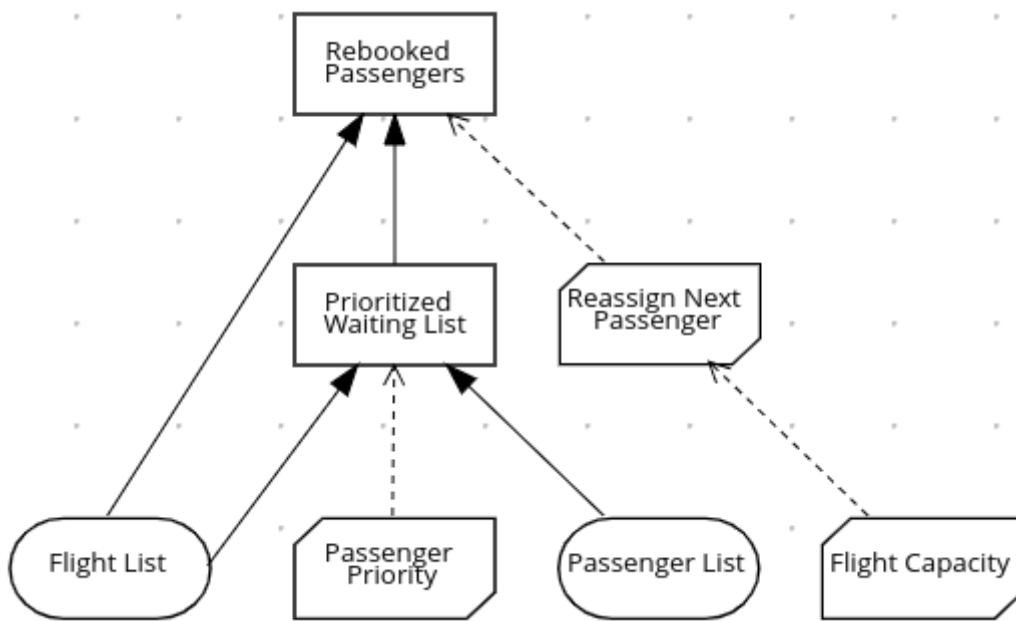 Rebooked
Passengers
Prioritized
Waiting List
Reassign Next
Passenger
Flight List
Passenger
Priority
Passenger List
Flight Capacity